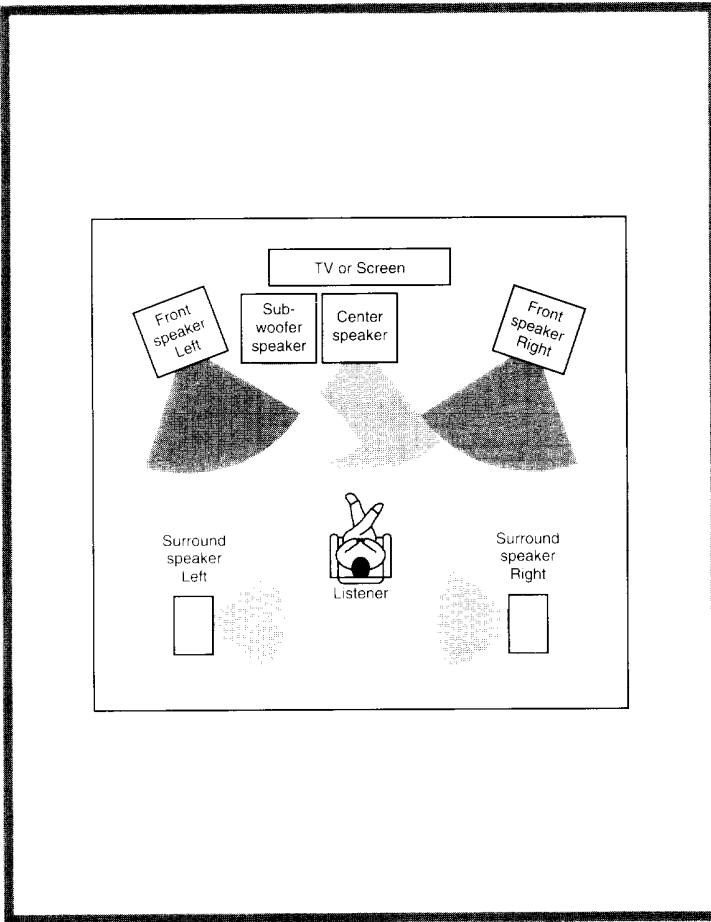 TV or Screen
Front
speaker
Left
Sub-
woofer
speaker
Center
speaker
Front
speaker
Right
Surround
speaker
Left
Listener
Surround
speaker
Right